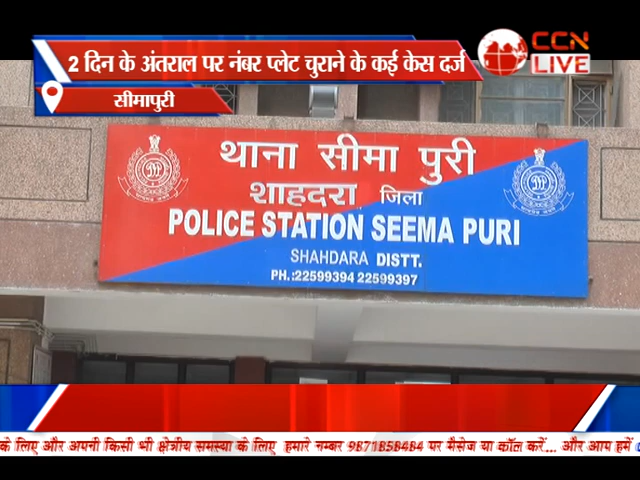 2 दिन के अंतराल पर नंबर प्लेट चुराने के कई केस दर्ज
CCN
LIVE
सीमापुरी
थाना सीमा पुरी
शाहदरा जिला
POLICE STATION SEEMA PURI
SHAHDARA DISTT.
PH.:22599394 22599397
के लिए और अपनी किसी भी क्षेत्रीय समस्या के लिए हमारे नम्बर 9871858484 पर मैसेज या कॉल करें... और आप हमें